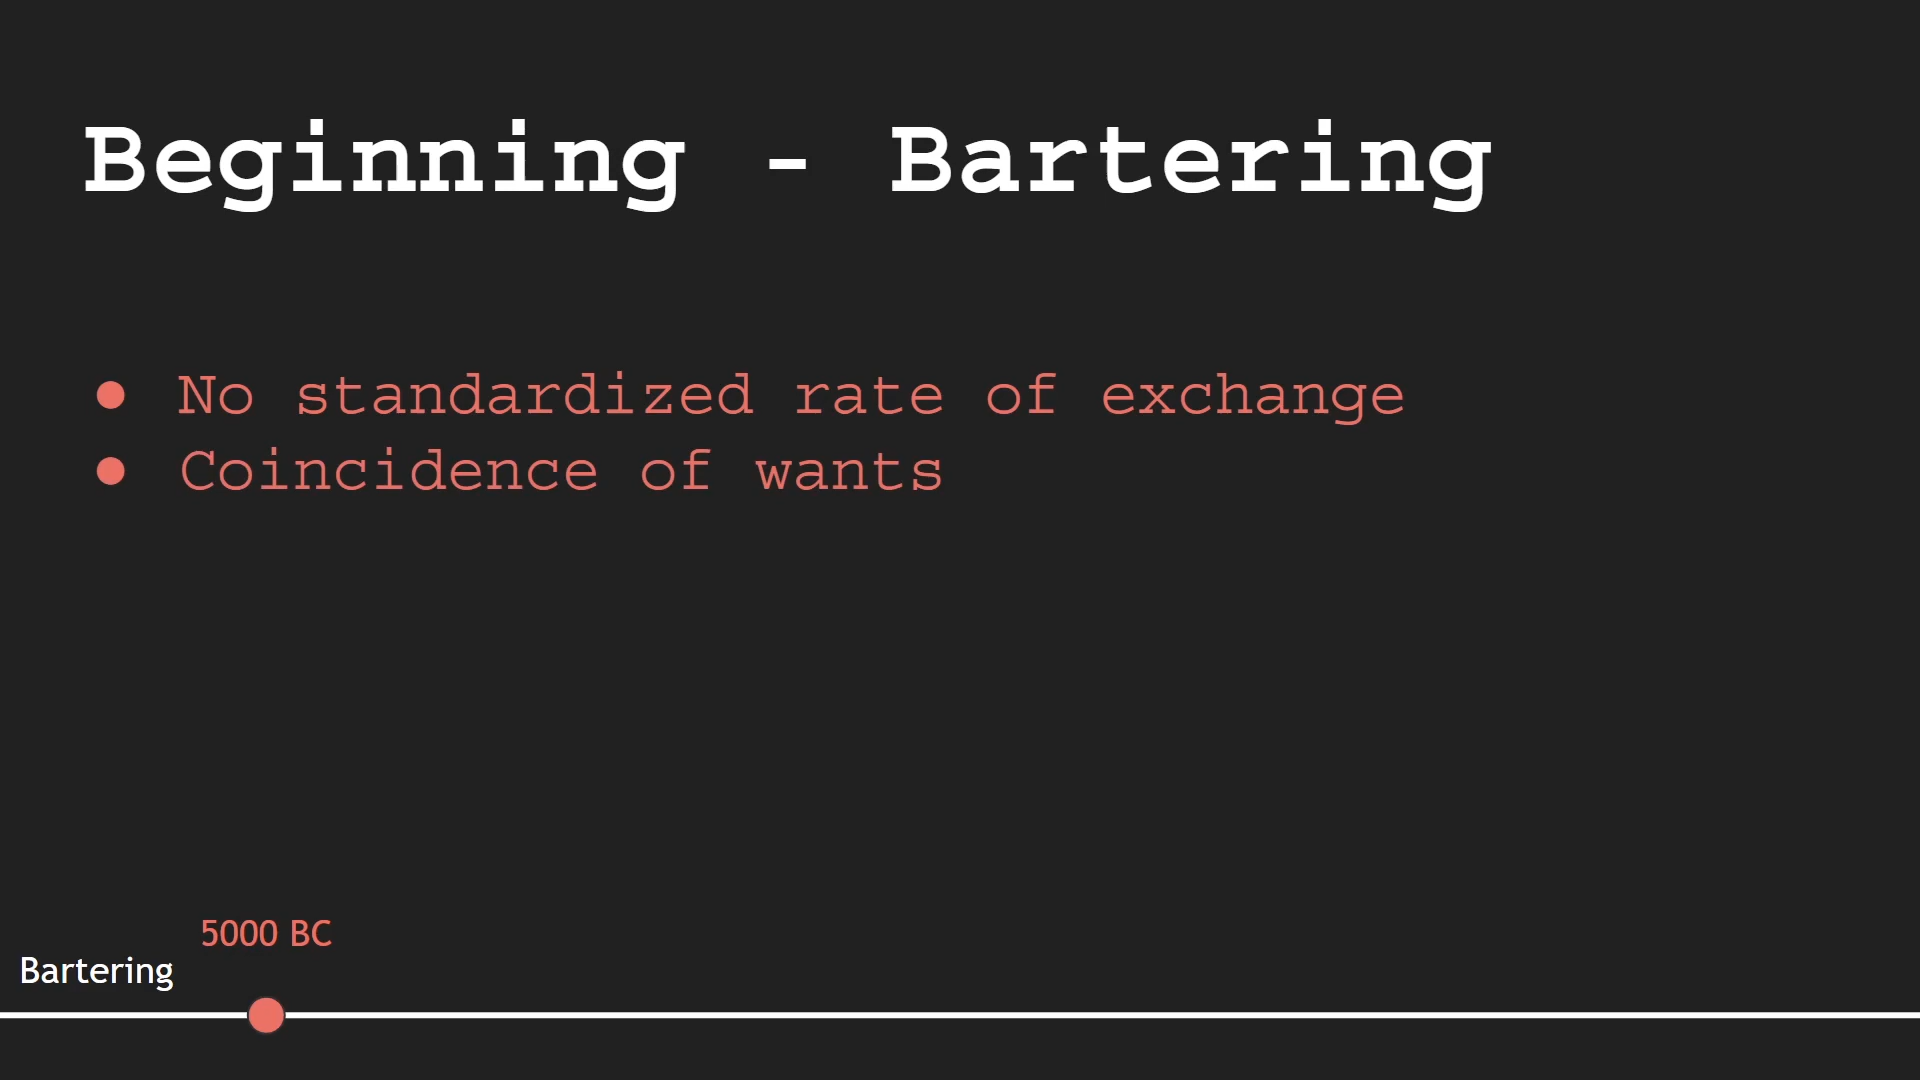 Beginning - Bartering
● No standardized rate of exchange
● Coincidence of wants
5000 BC
Bartering